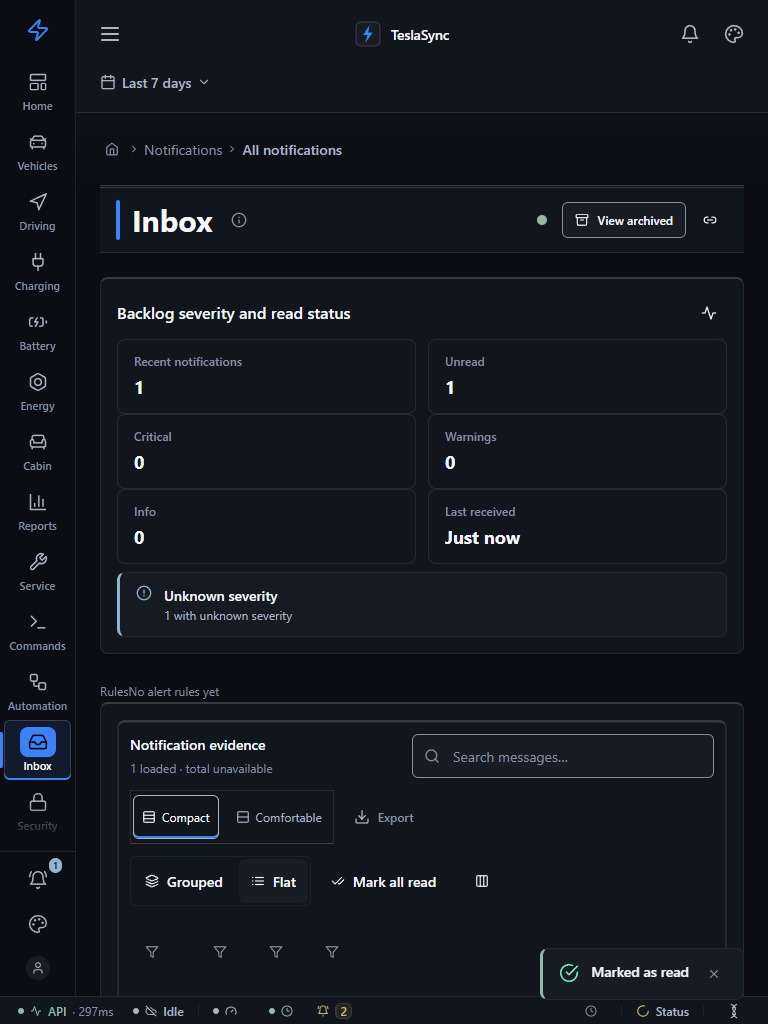 TeslaSync
Last 7 days
Home
Vehicles
Driving
Charging
Battery
Energy
Cabin
Reports
Service
Commands
Automation
Inbox
Security
1
Notifications
All notifications
Inbox
View archived
Backlog severity and read status
Recent notifications
1
Unread
1
Critical
0
Warnings
0
Info
0
Last received
Just now
Unknown severity
1 with unknown severity
RulesNo alert rules yet
Notification evidence
1 loaded · total unavailable
Search messages...
Compact
Comfortable
Export
Grouped
Flat
Mark all read
Marked as read
API · 297ms
Idle
2
Status